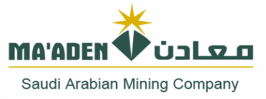 MA'ADEN معادن
Saudi Arabian Mining Company